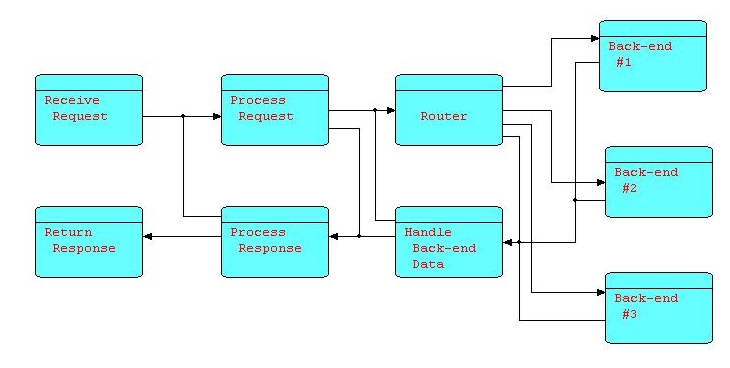 Back-end
#1
Receive
Request
Process
Request
Router
Back-end
#2
Return
Response
Process
Response
Handle
Back-end
Data
Back-end
#3